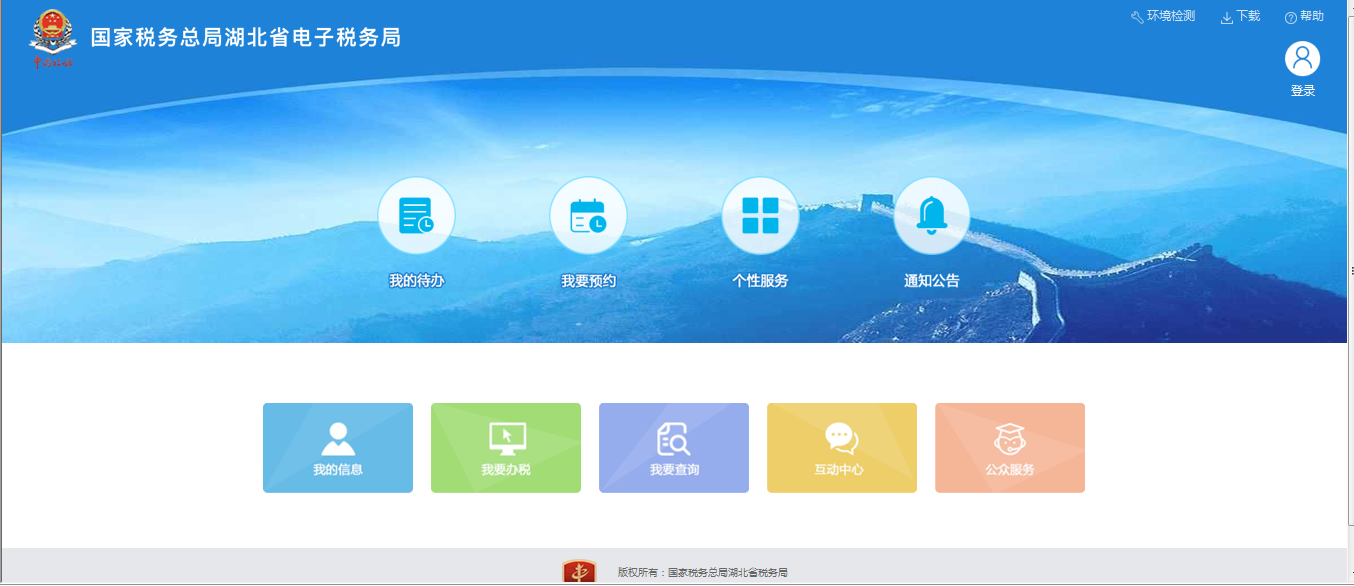 环境检测 下载 帮助
国家税务总局湖北省电子税务局
登录
我的待办 我要预约 个性服务 通知公告
我的信息 我要办税 我要查询 互动中心 公众服务
版权所有：国家税务总局湖北省税务局